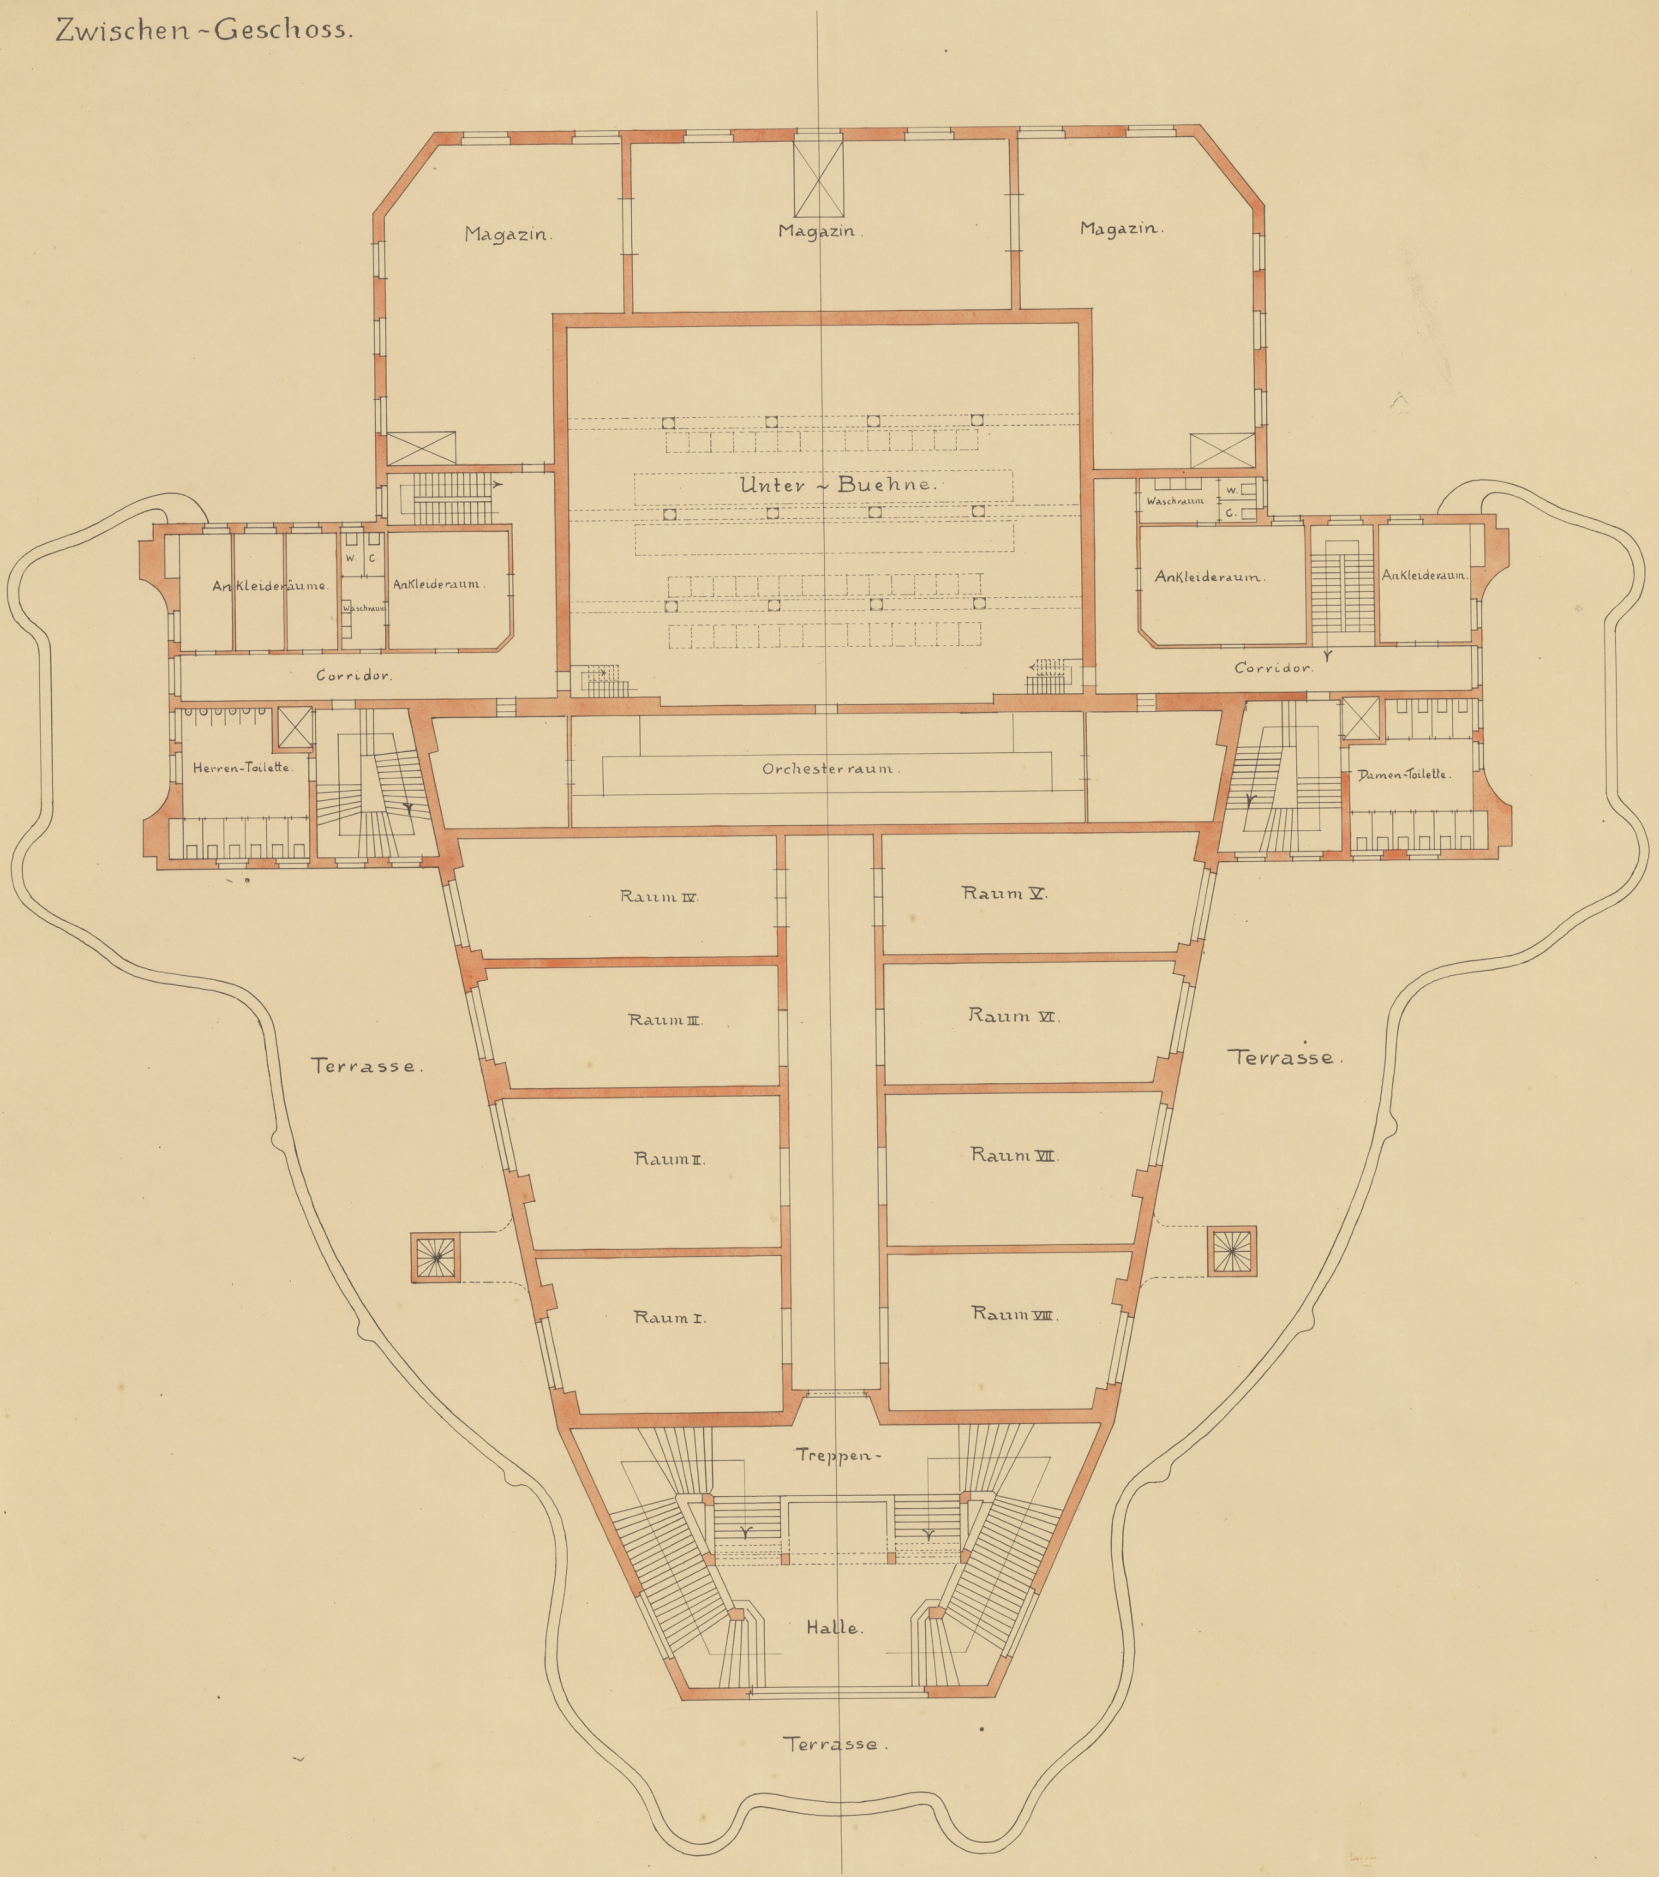 Zwischen~Geschoss.
Magazin.
Magazin.
Magazin.
Unter ~ Buehne.
Waschraum
W.
C.
Ankleideräume.
W.
C
Waschraum
Ankleideraum.
Ankleideraum.
Ankleideraum.
Corridor.
Corridor.
Herren-Toilette.
Orchesterraum.
Damen-Toilette.
Raum IV.
Raum V.
Raum III.
Raum VI.
Terrasse.
Terrasse.
Raum II.
Raum VII.
Raum I.
Raum VIII.
Treppen-
Halle.
Terrasse.